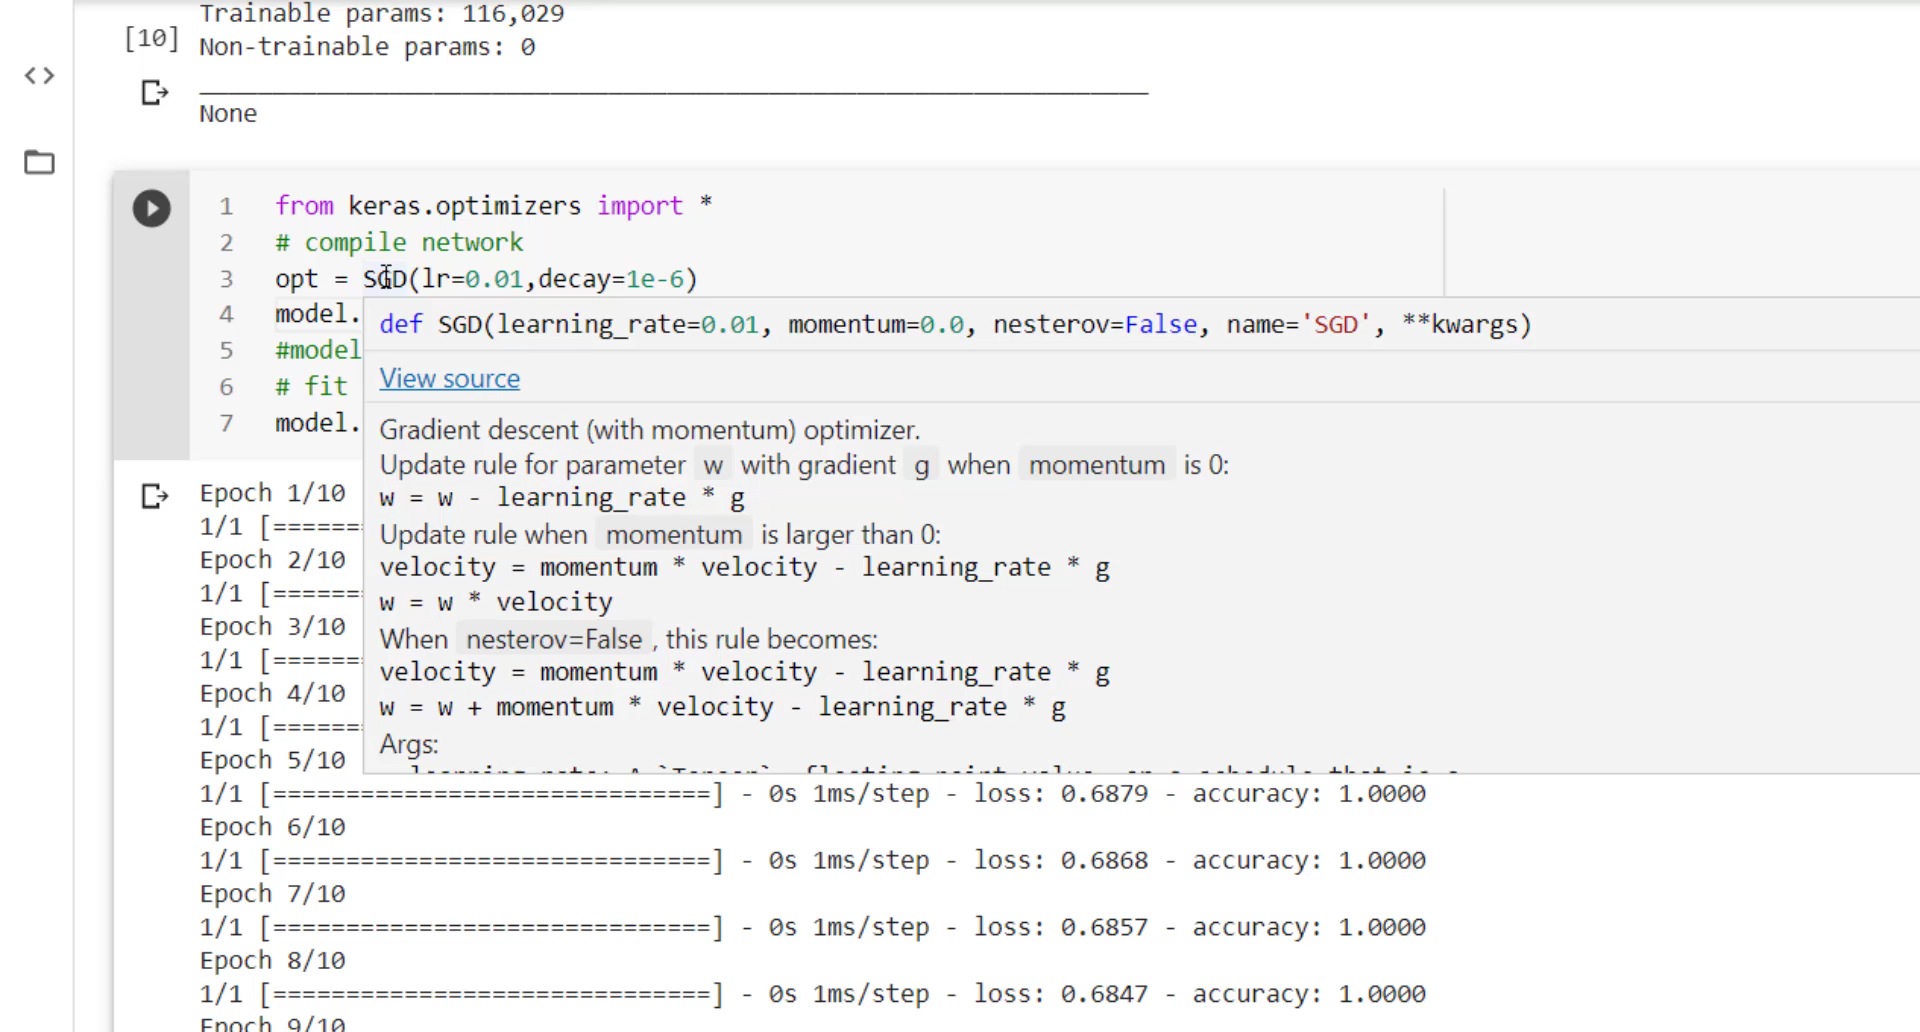 Trainable params: 116,029
[10] Non-trainable params: 0
None
1 from keras.optimizers import *
2 # compile network
3 opt = SGD(lr=0.01,decay=1e-6)
4 model.
def SGD(learning_rate=0.01, momentum=0.0, nesterov=False, name='SGD', **kwargs)
5 #model
View source
6 # fit
7 model.
Gradient descent (with momentum) optimizer.
Update rule for parameter w with gradient g when momentum is 0:
w = w - learning_rate * g
Update rule when momentum is larger than 0:
velocity = momentum * velocity - learning_rate * g
w = w * velocity
When nesterov=False, this rule becomes:
velocity = momentum * velocity - learning_rate * g
w = w + momentum * velocity - learning_rate * g
Args:
Epoch 1/10
1/1 [======
Epoch 2/10
1/1 [======
Epoch 3/10
1/1 [======
Epoch 4/10
1/1 [======
Epoch 5/10
1/1 [==============================] - 0s 1ms/step - loss: 0.6879 - accuracy: 1.0000
Epoch 6/10
1/1 [==============================] - 0s 1ms/step - loss: 0.6868 - accuracy: 1.0000
Epoch 7/10
1/1 [==============================] - 0s 1ms/step - loss: 0.6857 - accuracy: 1.0000
Epoch 8/10
1/1 [==============================] - 0s 1ms/step - loss: 0.6847 - accuracy: 1.0000
Epoch 9/10